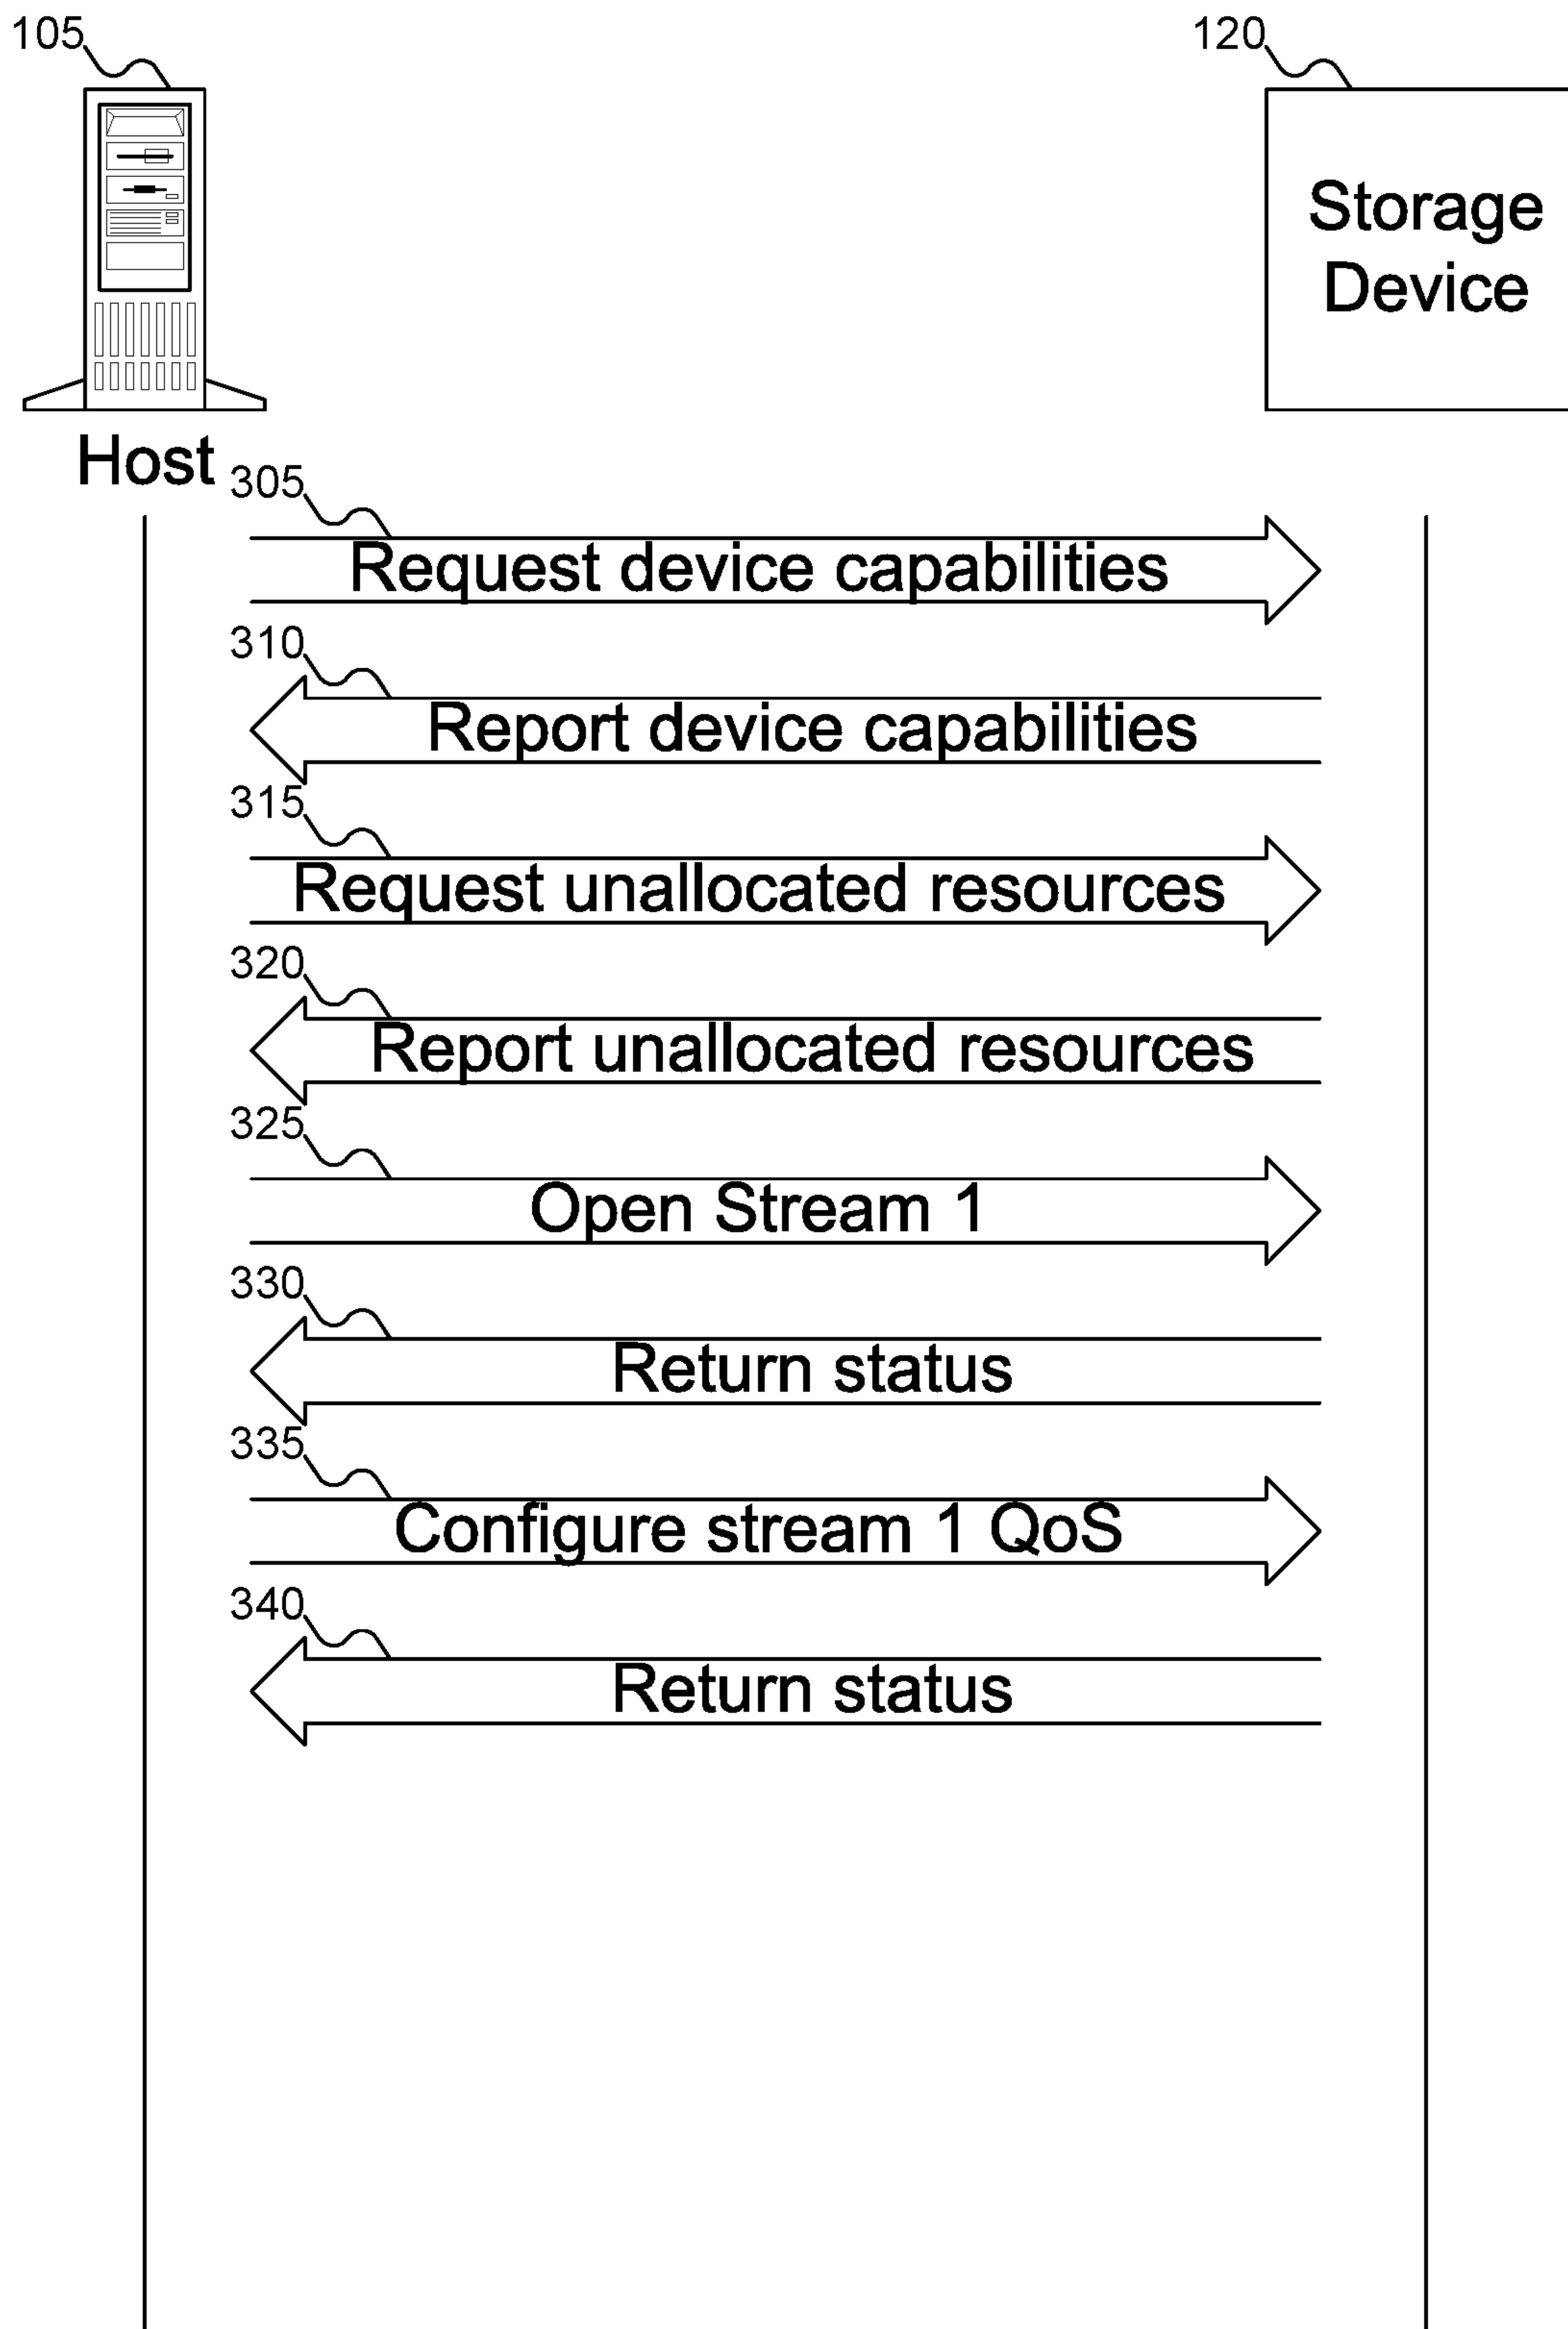 105
120
Storage
Device
Host
305
Request device capabilities
310
Report device capabilities
315
Request unallocated resources
320
Report unallocated resources
325
Open Stream 1
330
Return status
335
Configure stream 1 QoS
340
Return status